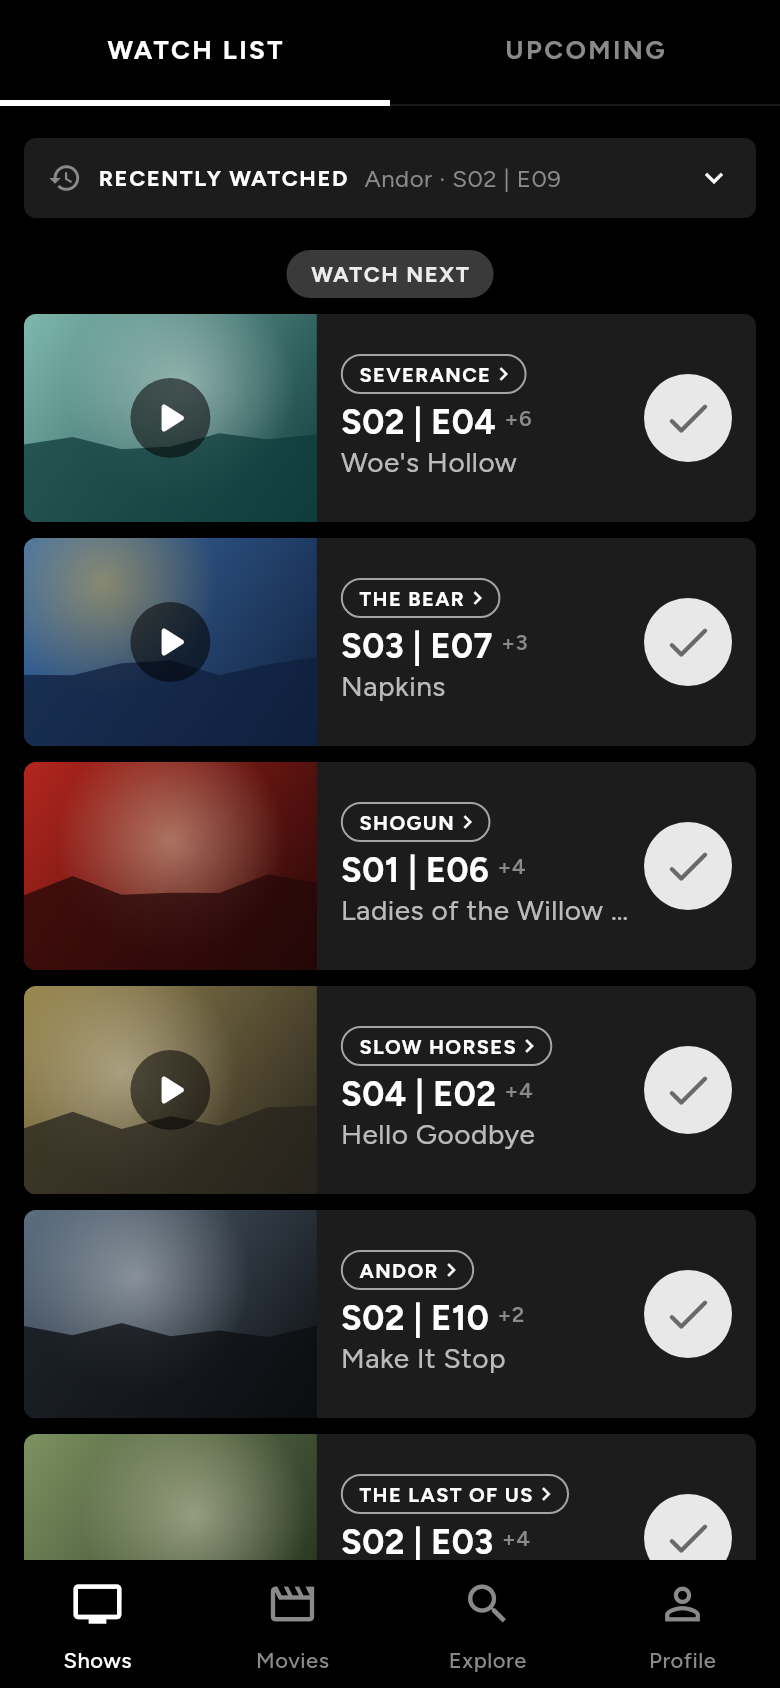 WATCH LIST
UPCOMING
RECENTLY WATCHED Andor · S02 | E09
WATCH NEXT
SEVERANCE
S02 | E04 +6
Woe's Hollow
THE BEAR
S03 | E07 +3
Napkins
SHOGUN
S01 | E06 +4
Ladies of the Willow ...
SLOW HORSES
S04 | E02 +4
Hello Goodbye
ANDOR
S02 | E10 +2
Make It Stop
THE LAST OF US
S02 | E03 +4
Shows
Movies
Explore
Profile